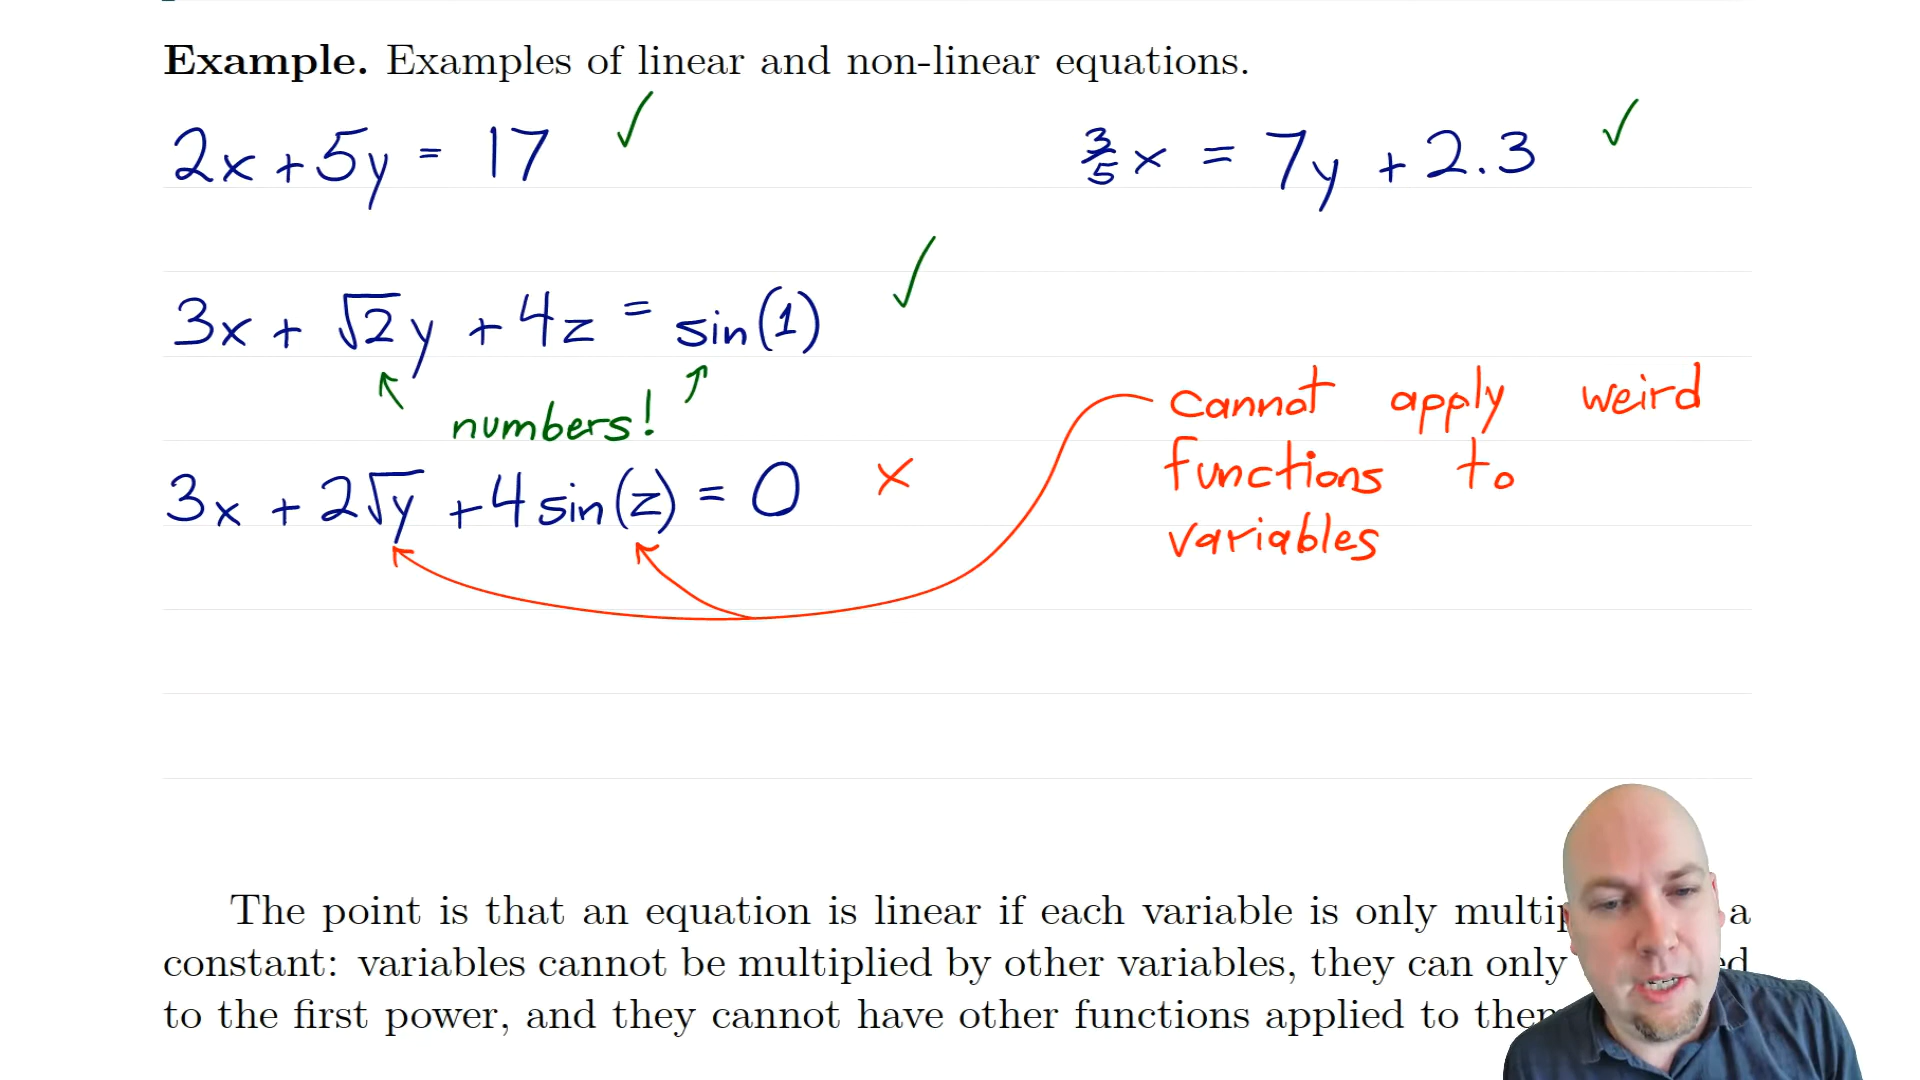 Example. Examples of linear and non-linear equations.
2x + 5y = 17 ✓
3/5 x = 7y + 2.3 ✓
3x + √2 y + 4z = sin(1) ✓
numbers!
3x + 2√y + 4 sin(z) = 0 ×
cannot apply weird
functions to
variables
The point is that an equation is linear if each variable is only a
constant: variables cannot be multiplied by other variables, they can only
to the first power, and they cannot have other functions applied to